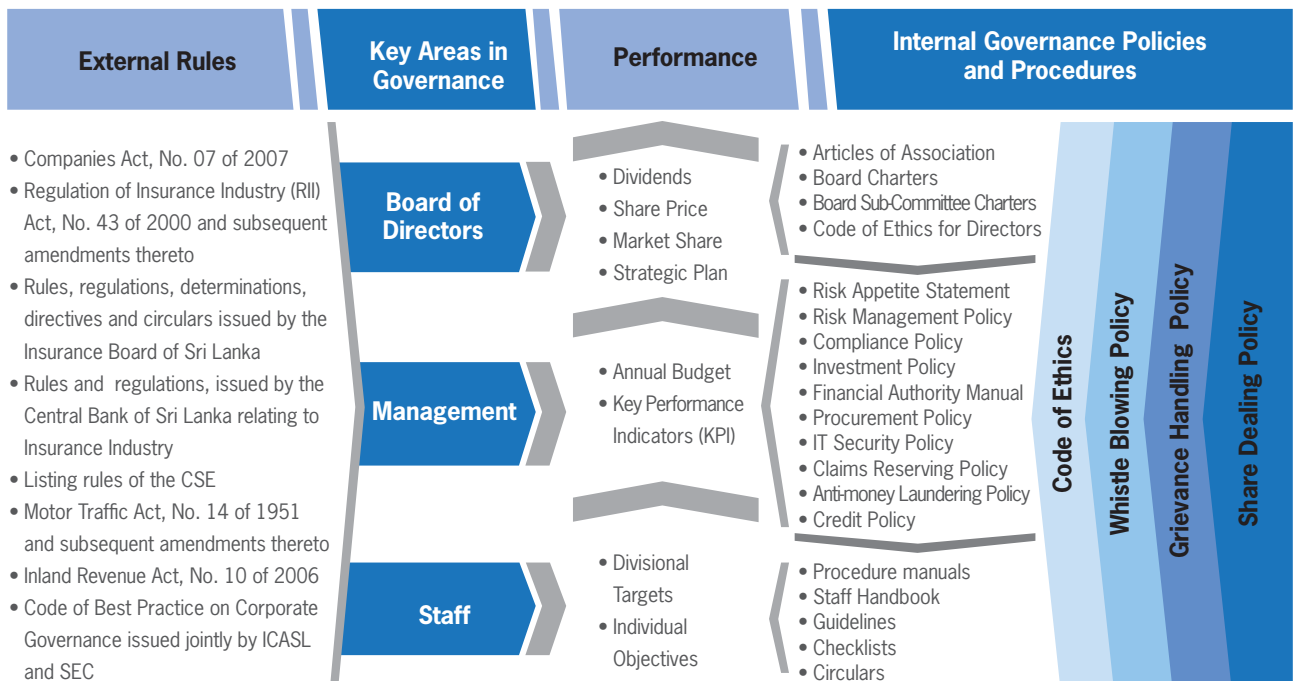 External Rules
Key Areas in
Governance
Performance
Internal Governance Policies
and Procedures
• Companies Act, No. 07 of 2007
• Regulation of Insurance Industry (RII)
Act, No. 43 of 2000 and subsequent
amendments thereto
• Rules, regulations, determinations,
directives and circulars issued by the
Insurance Board of Sri Lanka
• Rules and regulations, issued by the
Central Bank of Sri Lanka relating to
Insurance Industry
• Listing rules of the CSE
• Motor Traffic Act, No. 14 of 1951
and subsequent amendments thereto
• Inland Revenue Act, No. 10 of 2006
• Code of Best Practice on Corporate
Governance issued jointly by ICASL
and SEC
Board of
Directors
Management
Staff
• Dividends
• Share Price
• Market Share
• Strategic Plan
• Annual Budget
• Key Performance
Indicators (KPI)
• Divisional
Targets
• Individual
Objectives
• Articles of Association
• Board Charters
• Board Sub-Committee Charters
• Code of Ethics for Directors
• Risk Appetite Statement
• Risk Management Policy
• Compliance Policy
• Investment Policy
• Financial Authority Manual
• Procurement Policy
• IT Security Policy
• Claims Reserving Policy
• Anti-money Laundering Policy
• Credit Policy
• Procedure manuals
• Staff Handbook
• Guidelines
• Checklists
• Circulars
Code of Ethics
Whistle Blowing Policy
Grievance Handling Policy
Share Dealing Policy